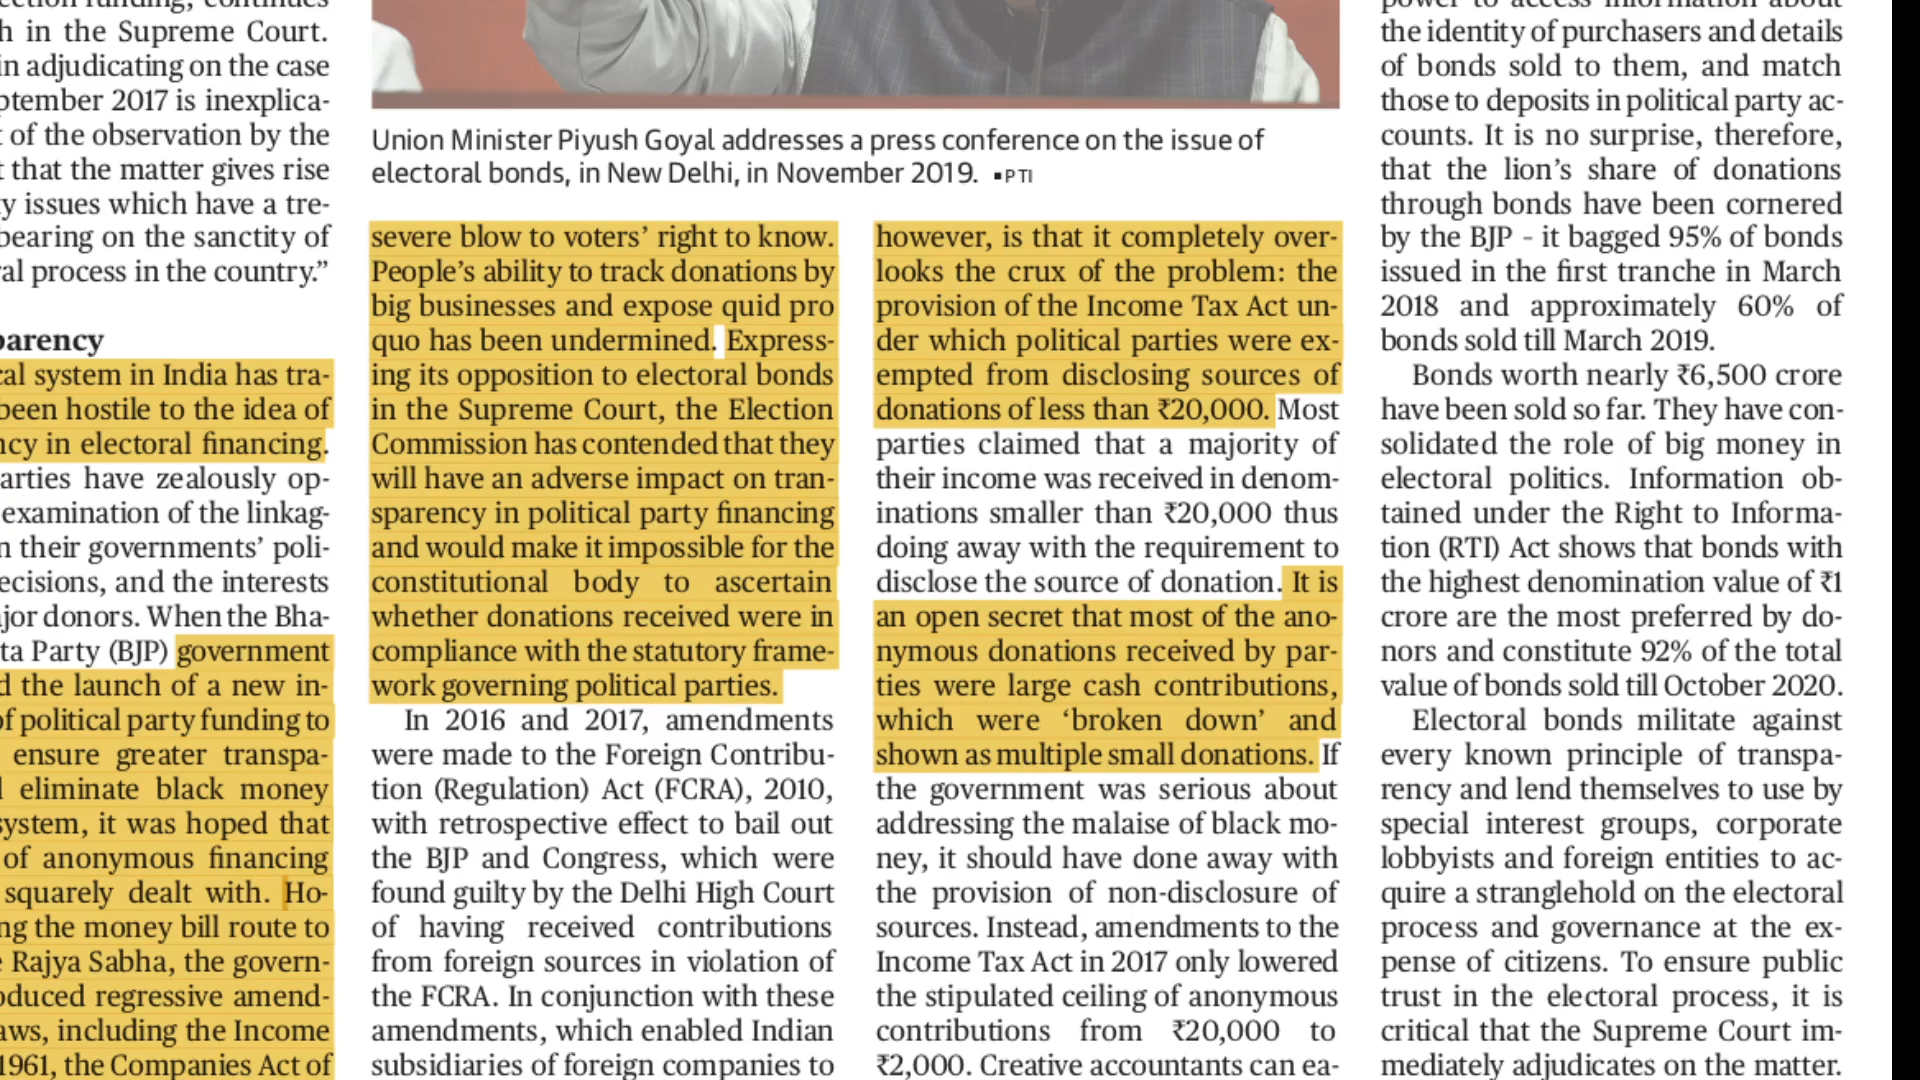 h in the Supreme Court.
in adjudicating on the case
ptember 2017 is inexplica-
of the observation by the
t that the matter gives rise
y issues which have a tre-
bearing on the sanctity of
al process in the country.”
parency
cal system in India has tra-
been hostile to the idea of
ncy in electoral financing.
arties have zealously op-
examination of the linkag-
n their governments’ poli-
ecisions, and the interests
jor donors. When the Bha-
ta Party (BJP) government
d the launch of a new in-
of political party funding to
ensure greater transpa-
eliminate black money
system, it was hoped that
of anonymous financing
squarely dealt with. Ho-
ng the money bill route to
Rajya Sabha, the govern-
oduced regressive amend-
aws, including the Income
1961, the Companies Act of
Union Minister Piyush Goyal addresses a press conference on the issue of
electoral bonds, in New Delhi, in November 2019. ▪PTI
severe blow to voters’ right to know.
People’s ability to track donations by
big businesses and expose quid pro
quo has been undermined. Express-
ing its opposition to electoral bonds
in the Supreme Court, the Election
Commission has contended that they
will have an adverse impact on tran-
sparency in political party financing
and would make it impossible for the
constitutional body to ascertain
whether donations received were in
compliance with the statutory frame-
work governing political parties.
In 2016 and 2017, amendments
were made to the Foreign Contribu-
tion (Regulation) Act (FCRA), 2010,
with retrospective effect to bail out
the BJP and Congress, which were
found guilty by the Delhi High Court
of having received contributions
from foreign sources in violation of
the FCRA. In conjunction with these
amendments, which enabled Indian
subsidiaries of foreign companies to
however, is that it completely over-
looks the crux of the problem: the
provision of the Income Tax Act un-
der which political parties were ex-
empted from disclosing sources of
donations of less than ₹20,000. Most
parties claimed that a majority of
their income was received in denom-
inations smaller than ₹20,000 thus
doing away with the requirement to
disclose the source of donation. It is
an open secret that most of the ano-
nymous donations received by par-
ties were large cash contributions,
which were ‘broken down’ and
shown as multiple small donations. If
the government was serious about
addressing the malaise of black mo-
ney, it should have done away with
the provision of non-disclosure of
sources. Instead, amendments to the
Income Tax Act in 2017 only lowered
the stipulated ceiling of anonymous
contributions from ₹20,000 to
₹2,000. Creative accountants can ea-
power to access information about
the identity of purchasers and details
of bonds sold to them, and match
those to deposits in political party ac-
counts. It is no surprise, therefore,
that the lion’s share of donations
through bonds have been cornered
by the BJP - it bagged 95% of bonds
issued in the first tranche in March
2018 and approximately 60% of
bonds sold till March 2019.
Bonds worth nearly ₹6,500 crore
have been sold so far. They have con-
solidated the role of big money in
electoral politics. Information ob-
tained under the Right to Informa-
tion (RTI) Act shows that bonds with
the highest denomination value of ₹1
crore are the most preferred by do-
nors and constitute 92% of the total
value of bonds sold till October 2020.
Electoral bonds militate against
every known principle of transpa-
rency and lend themselves to use by
special interest groups, corporate
lobbyists and foreign entities to ac-
quire a stranglehold on the electoral
process and governance at the ex-
pense of citizens. To ensure public
trust in the electoral process, it is
critical that the Supreme Court im-
mediately adjudicates on the matter.